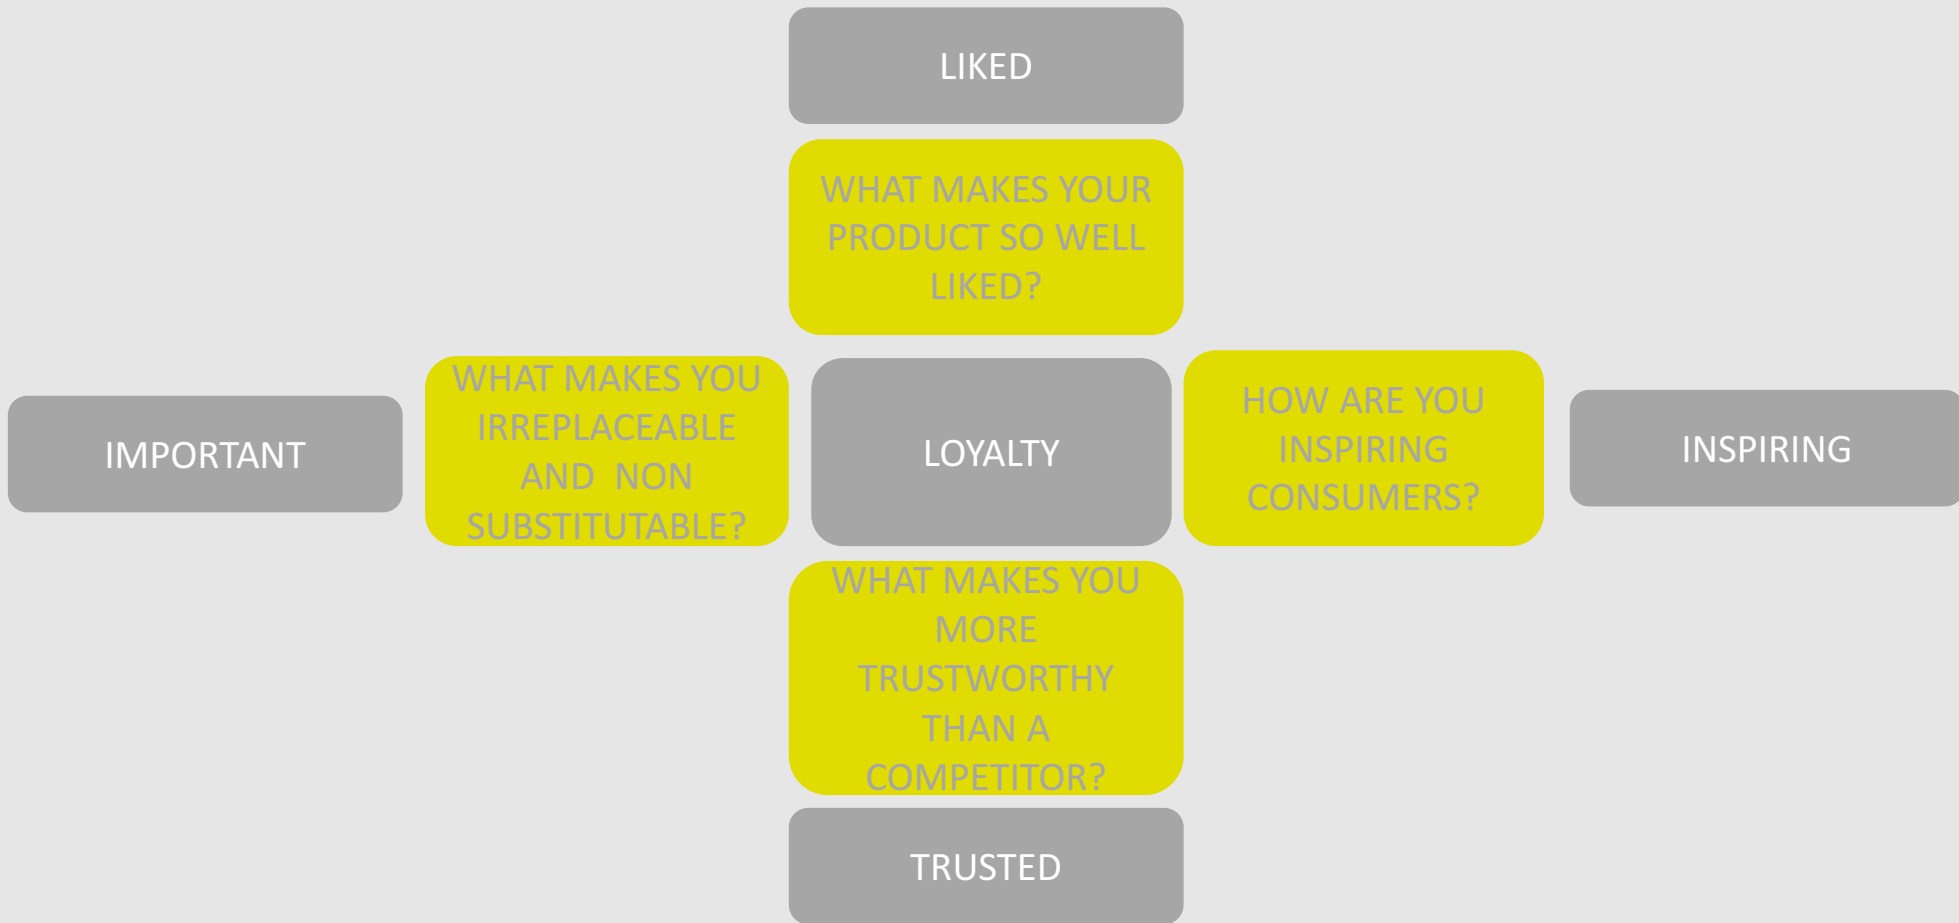 LIKED
WHAT MAKES YOUR
PRODUCT SO WELL
LIKED?
IMPORTANT
WHAT MAKES YOU
IRREPLACEABLE
AND  NON
SUBSTITUTABLE?
LOYALTY
HOW ARE YOU
INSPIRING
CONSUMERS?
INSPIRING
WHAT MAKES YOU
MORE
TRUSTWORTHY
THAN A
COMPETITOR?
TRUSTED